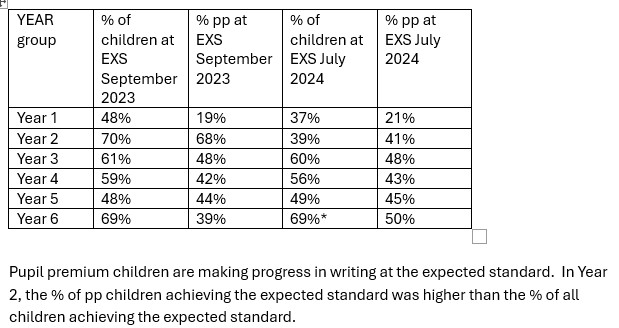 YEAR group | % of children at EXS September 2023 | % pp at EXS September 2023 | % of children at EXS July 2024 | % pp at EXS July 2024
Year 1 | 48% | 19% | 37% | 21%
Year 2 | 70% | 68% | 39% | 41%
Year 3 | 61% | 48% | 60% | 48%
Year 4 | 59% | 42% | 56% | 43%
Year 5 | 48% | 44% | 49% | 45%
Year 6 | 69% | 39% | 69%* | 50%
Pupil premium children are making progress in writing at the expected standard.  In Year
2, the % of pp children achieving the expected standard was higher than the % of all
children achieving the expected standard.